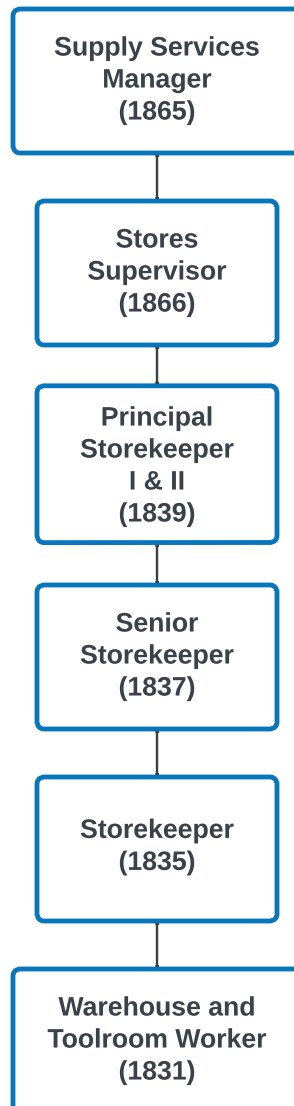 Supply Services
Manager
(1865)
Stores
Supervisor
(1866)
Principal
Storekeeper
I & II
(1839)
Senior
Storekeeper
(1837)
Storekeeper
(1835)
Warehouse and
Toolroom Worker
(1831)